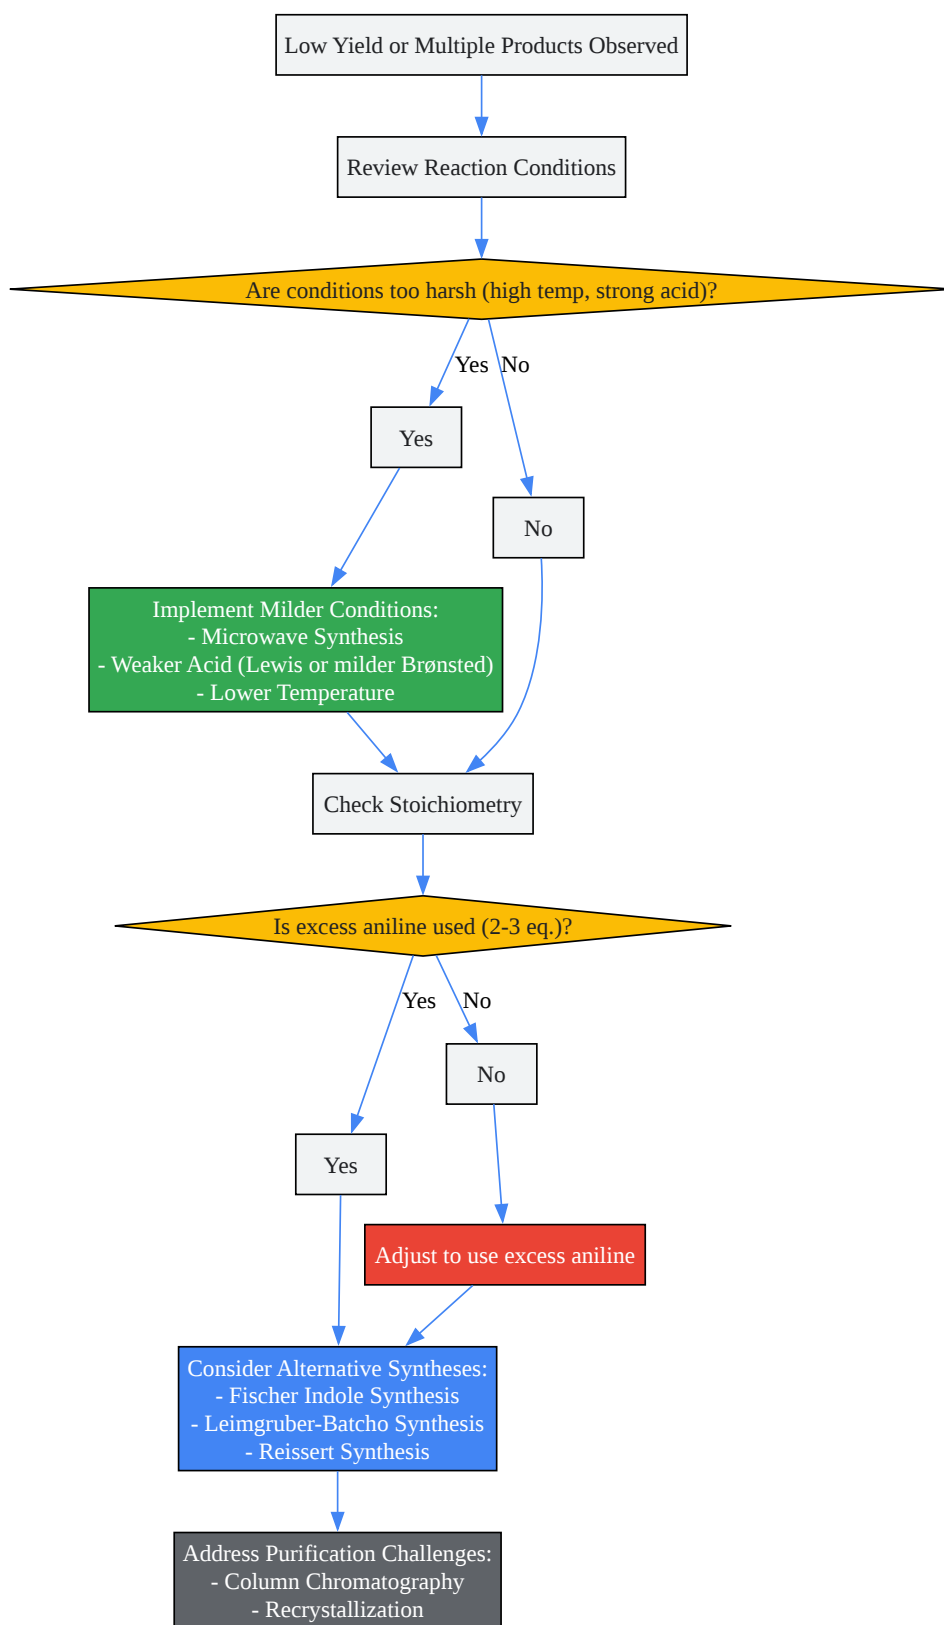 Low Yield or Multiple Products Observed
Review Reaction Conditions
Are conditions too harsh (high temp, strong acid)?
Yes
No
Yes
No
Implement Milder Conditions:
- Microwave Synthesis
- Weaker Acid (Lewis or milder Brønsted)
- Lower Temperature
Check Stoichiometry
Is excess aniline used (2-3 eq.)?
Yes
No
No
Yes
Adjust to use excess aniline
Consider Alternative Syntheses:
- Fischer Indole Synthesis
- Leimgruber-Batcho Synthesis
- Reissert Synthesis
Address Purification Challenges:
- Column Chromatography
- Recrystallization